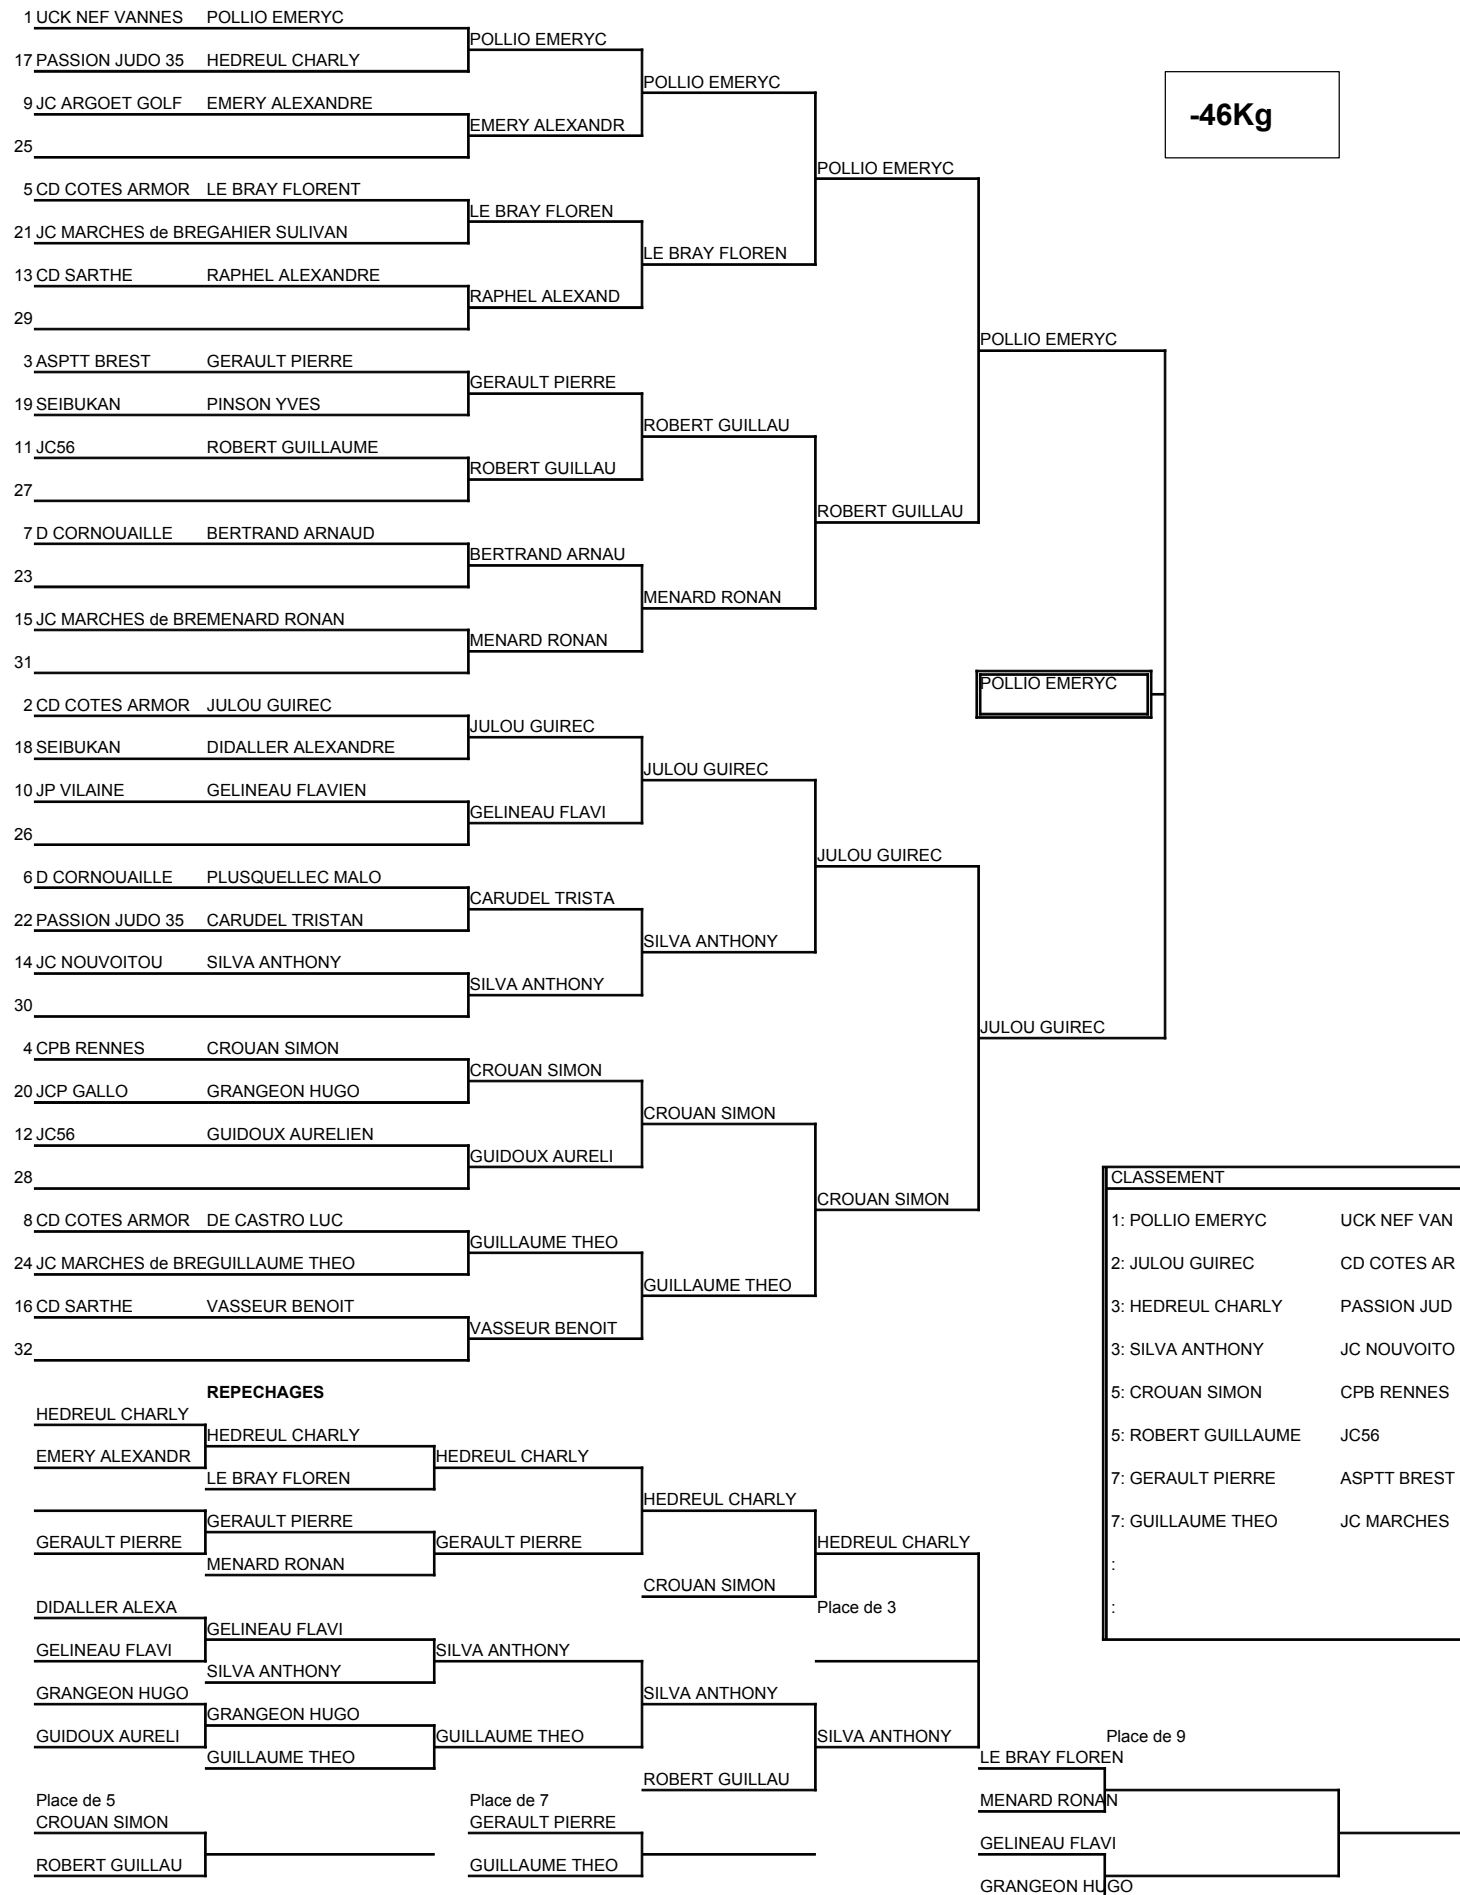 1 UCK NEF VANNES POLLIO EMERYC
POLLIO EMERYC
17 PASSION JUDO 35 HEDREUL CHARLY
POLLIO EMERYC
-46Kg
9 JC ARGOET GOLF EMERY ALEXANDRE
EMERY ALEXANDR
25
POLLIO EMERYC
5 CD COTES ARMOR LE BRAY FLORENT
LE BRAY FLOREN
21 JC MARCHES de BREGAHIER SULIVAN
LE BRAY FLOREN
13 CD SARTHE RAPHEL ALEXANDRE
RAPHEL ALEXAND
29
POLLIO EMERYC
3 ASPTT BREST GERAULT PIERRE
GERAULT PIERRE
19 SEIBUKAN PINSON YVES
ROBERT GUILLAU
11 JC56 ROBERT GUILLAUME
ROBERT GUILLAU
27
ROBERT GUILLAU
7 D CORNOUAILLE BERTRAND ARNAUD
BERTRAND ARNAU
23
MENARD RONAN
15 JC MARCHES de BREMENARD RONAN
MENARD RONAN
31
POLLIO EMERYC
2 CD COTES ARMOR JULOU GUIREC
JULOU GUIREC
18 SEIBUKAN DIDALLER ALEXANDRE
JULOU GUIREC
10 JP VILAINE GELINEAU FLAVIEN
GELINEAU FLAVI
26
JULOU GUIREC
6 D CORNOUAILLE PLUSQUELLEC MALO
CARUDEL TRISTA
22 PASSION JUDO 35 CARUDEL TRISTAN
SILVA ANTHONY
14 JC NOUVOITOU SILVA ANTHONY
SILVA ANTHONY
30
JULOU GUIREC
4 CPB RENNES CROUAN SIMON
CROUAN SIMON
20 JCP GALLO GRANGEON HUGO
CROUAN SIMON
12 JC56 GUIDOUX AURELIEN
GUIDOUX AURELI
28
CROUAN SIMON
8 CD COTES ARMOR DE CASTRO LUC
GUILLAUME THEO
24 JC MARCHES de BREGUILLAUME THEO
GUILLAUME THEO
16 CD SARTHE VASSEUR BENOIT
VASSEUR BENOIT
32
CLASSEMENT
1: POLLIO EMERYC UCK NEF VAN
2: JULOU GUIREC CD COTES AR
3: HEDREUL CHARLY PASSION JUD
3: SILVA ANTHONY JC NOUVOITO
5: CROUAN SIMON CPB RENNES
5: ROBERT GUILLAUME JC56
7: GERAULT PIERRE ASPTT BREST
7: GUILLAUME THEO JC MARCHES
:
:
REPECHAGES
HEDREUL CHARLY
HEDREUL CHARLY
EMERY ALEXANDR
HEDREUL CHARLY
LE BRAY FLOREN
HEDREUL CHARLY
GERAULT PIERRE
GERAULT PIERRE
GERAULT PIERRE
HEDREUL CHARLY
MENARD RONAN
CROUAN SIMON
DIDALLER ALEXA
Place de 3
GELINEAU FLAVI
GELINEAU FLAVI
SILVA ANTHONY
SILVA ANTHONY
GRANGEON HUGO
SILVA ANTHONY
GRANGEON HUGO
GUIDOUX AURELI
GUILLAUME THEO
SILVA ANTHONY
GUILLAUME THEO
ROBERT GUILLAU
Place de 9
LE BRAY FLOREN
MENARD RONAN
GELINEAU FLAVI
GRANGEON HUGO
Place de 5
CROUAN SIMON
ROBERT GUILLAU
Place de 7
GERAULT PIERRE
GUILLAUME THEO